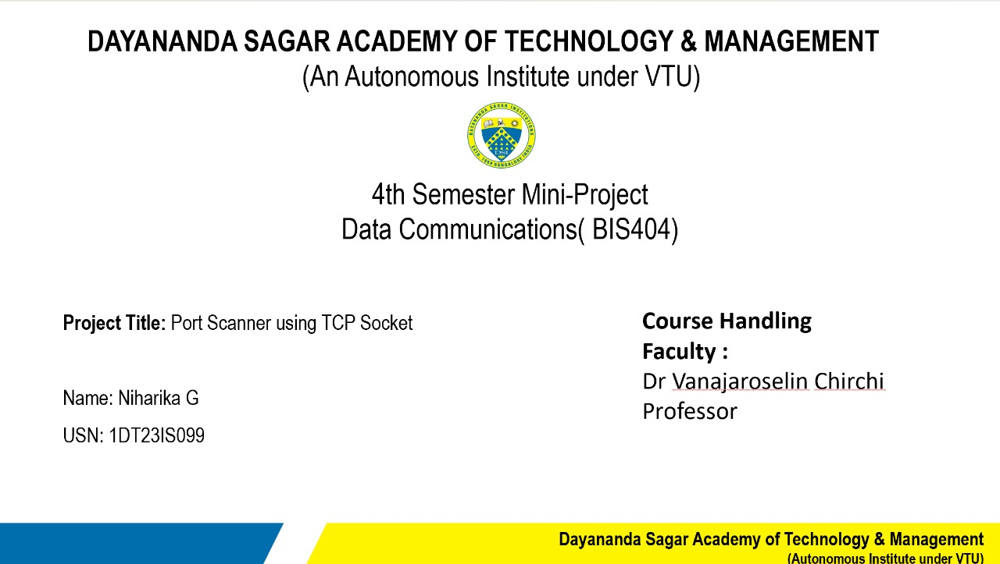 DAYANANDA SAGAR ACADEMY OF TECHNOLOGY & MANAGEMENT
(An Autonomous Institute under VTU)
DAYANANDA SAGAR INSTITUTIONS
DSI
ESTD. 1960 BANGALORE INDIA
4th Semester Mini-Project
Data Communications( BIS404)
Project Title: Port Scanner using TCP Socket
Name: Niharika G
USN: 1DT23IS099
Course Handling
Faculty :
Dr Vanajaroselin Chirchi
Professor
Dayananda Sagar Academy of Technology & Management
(Autonomous Institute under VTU)